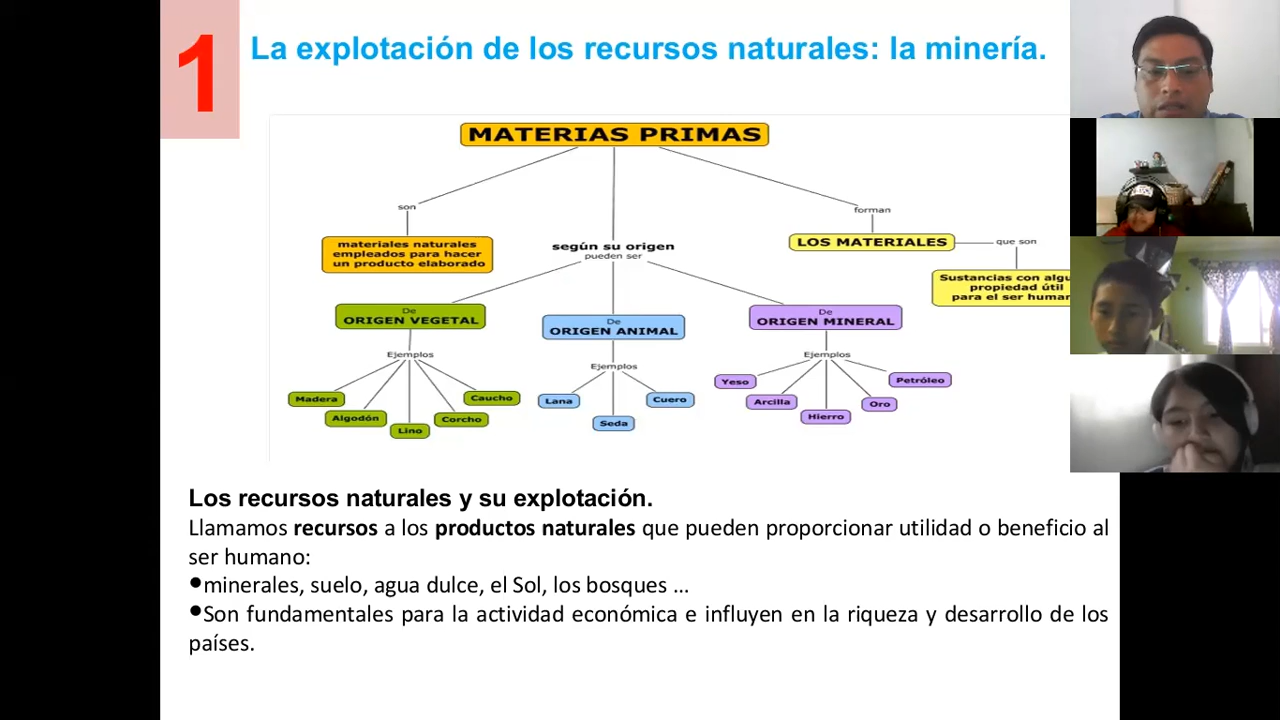 1
La explotación de los recursos naturales: la minería.
MATERIAS PRIMAS
son
materiales naturales
empleados para hacer
un producto elaborado
según su origen
pueden ser
forman
LOS MATERIALES
que son
Sustancias con
propiedad útil
para el ser
De
ORIGEN VEGETAL
Ejemplos
Madera
Algodón
Lino
Corcho
Caucho
De
ORIGEN ANIMAL
Ejemplos
Lana
Seda
Cuero
De
ORIGEN MINERAL
Ejemplos
Yeso
Arcilla
Hierro
Oro
Petróleo
Los recursos naturales y su explotación.
Llamamos recursos a los productos naturales que pueden proporcionar utilidad o beneficio al
ser humano:
●minerales, suelo, agua dulce, el Sol, los bosques …
●Son fundamentales para la actividad económica e influyen en la riqueza y desarrollo de los
países.